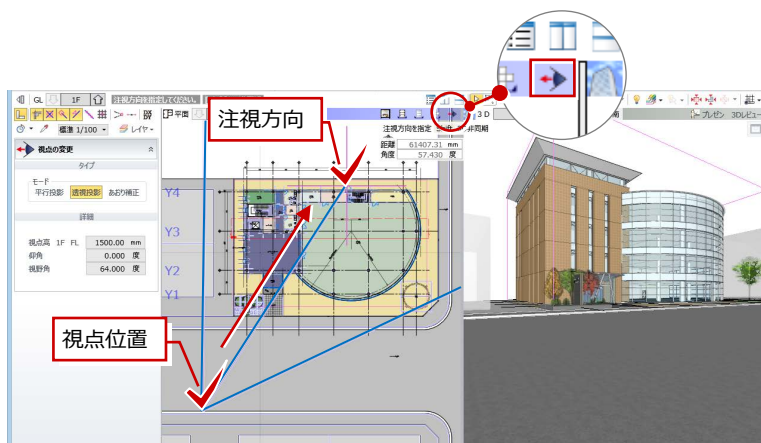 GL 1F 注視方向を指定してください。
標準 1/100 レイヤー
平面
3D
視点の変更
タイプ
モード
平行投影 透視投影 あおり補正
詳細
視点高 1F FL 1500.00 mm
仰角 0.000 度
視野角 64.000 度
注視方向
視点位置
Y4
Y3
Y2
Y1
注視方向を指定 非同期
距離 61407.31 mm
角度 57.430 度
プレゼン 3Dレビュー